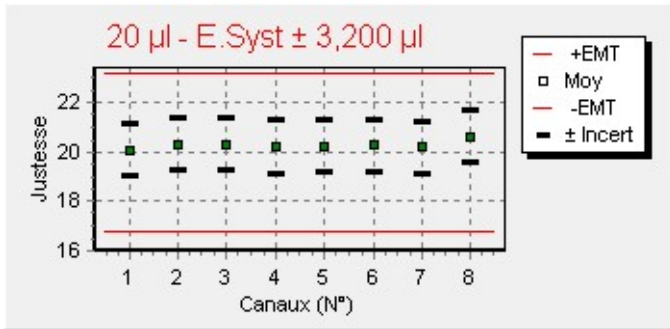 20 µl - E.Syst ± 3,200 µl
+EMT
Moy
-EMT
± Incert
Justesse
22
20
18
16
1 2 3 4 5 6 7 8
Canaux (N°)